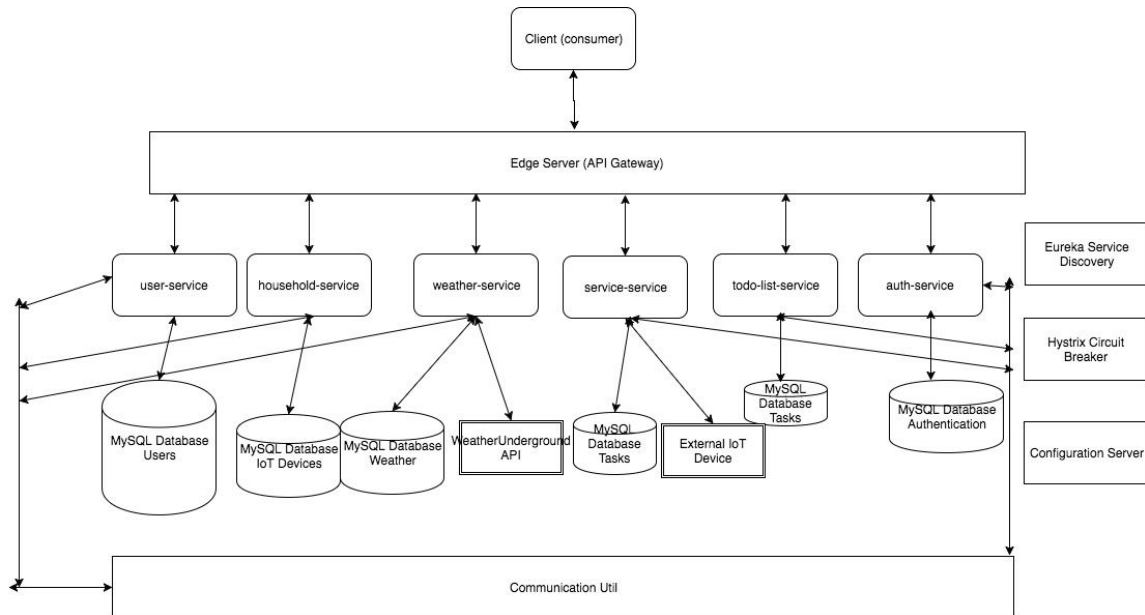 Client (consumer)
Edge Server (API Gateway)
Eureka Service
Discovery
user-service
household-service
weather-service
service-service
todo-list-service
auth-service
Hystrix Circuit
Breaker
MySQL Database
Users
MySQL Database
IoT Devices
MySQL Database
Weather
WeatherUnderground
API
MySQL
Database
Tasks
External IoT
Device
MySQL
Database
Tasks
MySQL Database
Authentication
Configuration Server
Communication Util